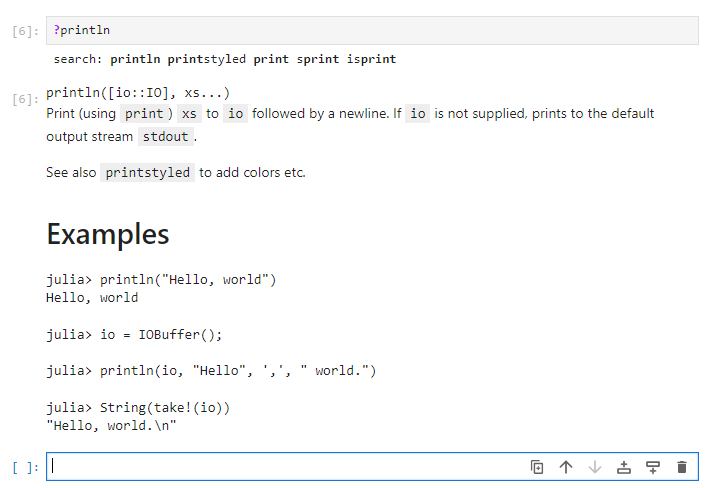 [6]: ?println
search: println printstyled print sprint isprint
[6]: println([io::IO], xs...)
Print (using print ) xs to io followed by a newline. If io is not supplied, prints to the default
output stream stdout .
See also printstyled to add colors etc.
Examples
julia> println("Hello, world")
Hello, world
julia> io = IOBuffer();
julia> println(io, "Hello", ',', " world.")
julia> String(take!(io))
"Hello, world.\n"
[ ]: